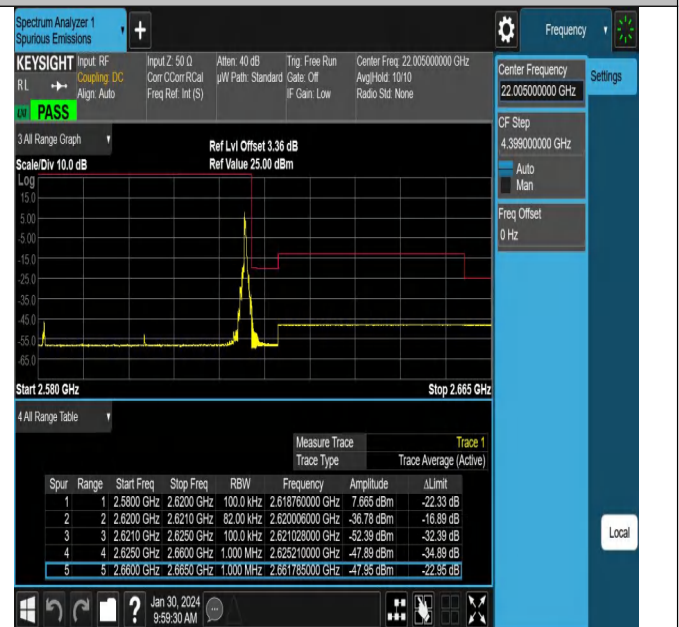 Spectrum Analyzer 1
Spurious Emissions
Frequency
KEYSIGHT
RL
PASS
Input: RF
Coupling: DC
Align: Auto
Input Z: 50 Ω
Corr CCorr RCal
Freq Ref: Int (S)
Atten: 40 dB
µW Path: Standard
Trig: Free Run
Gate: Off
IF Gain: Low
Center Freq: 22.005000000 GHz
Avg|Hold: 10/10
Radio Std: None
Center Frequency
22.005000000 GHz
Settings
CF Step
4.399000000 GHz
Auto
Man
Freq Offset
0 Hz
3 All Range Graph
Scale/Div 10.0 dB
Ref Lvl Offset 3.36 dB
Ref Value 25.00 dBm
Log
15.0
5.00
-5.00
-15.0
-25.0
-35.0
-45.0
-55.0
-65.0
Start 2.580 GHz
Stop 2.665 GHz
4 All Range Table
Measure Trace Trace 1
Trace Type Trace Average (Active)
Spur Range Start Freq Stop Freq RBW Frequency Amplitude ΔLimit
1 1 2.5800 GHz 2.6200 GHz 100.0 kHz 2.618760000 GHz 7.665 dBm -22.33 dB
2 2 2.6200 GHz 2.6210 GHz 82.00 kHz 2.620006000 GHz -36.78 dBm -16.89 dB
3 3 2.6210 GHz 2.6250 GHz 100.0 kHz 2.621028000 GHz -52.39 dBm -32.39 dB
4 4 2.6250 GHz 2.6600 GHz 1.000 MHz 2.625210000 GHz -47.89 dBm -34.89 dB
5 5 2.6600 GHz 2.6650 GHz 1.000 MHz 2.661785000 GHz -47.95 dBm -22.95 dB
Local
Jan 30, 2024
9:59:30 AM